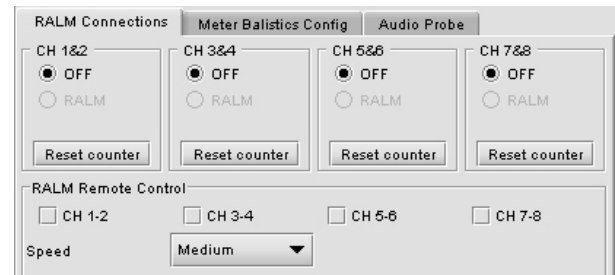 RALM Connections Meter Balistics Config Audio Probe
CH 1&2 CH 3&4 CH 5&6 CH 7&8
OFF OFF OFF OFF
RALM RALM RALM RALM
Reset counter Reset counter Reset counter Reset counter
RALM Remote Control
CH 1-2 CH 3-4 CH 5-6 CH 7-8
Speed Medium